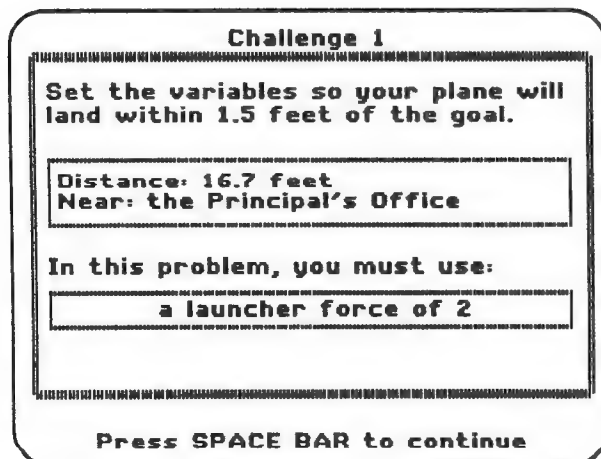 Challenge 1
Set the variables so your plane will
land within 1.5 feet of the goal.
Distance: 16.7 feet
Near: the Principal's Office
In this problem, you must use:
a launcher force of 2
Press SPACE BAR to continue